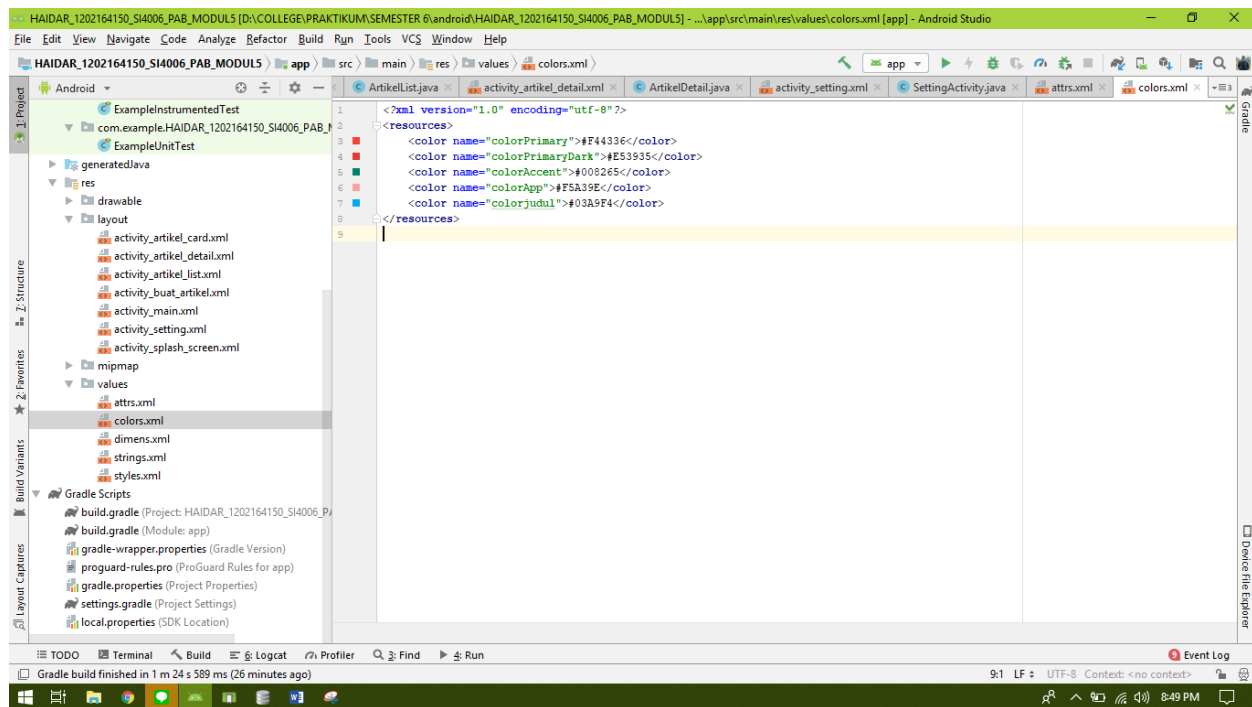 HAIDAR_1202164150_SI4006_PAB_MODUL5 [D:\COLLEGE\PRAKTIKUM\SEMESTER 6\android\HAIDAR_1202164150_SI4006_PAB_MODUL5] - ...\app\src\main\res\values\colors.xml [app] - Android Studio
File Edit View Navigate Code Analyze Refactor Build Run Tools VCS Window Help
HAIDAR_1202164150_SI4006_PAB_MODUL5 app src main res values colors.xml
app
Android
ArtikelList.java activity_artikel_detail.xml ArtikelDetail.java activity_setting.xml SettingActivity.java attrs.xml colors.xml
1: Project
Z: Structure
2: Favorites
Build Variants
Layout Captures
ExampleInstrumentedTest
com.example.HAIDAR_1202164150_SI4006_PAB_
ExampleUnitTest
generatedJava
res
drawable
layout
activity_artikel_card.xml
activity_artikel_detail.xml
activity_artikel_list.xml
activity_buat_artikel.xml
activity_main.xml
activity_setting.xml
activity_splash_screen.xml
mipmap
values
attrs.xml
colors.xml
dimens.xml
strings.xml
styles.xml
Gradle Scripts
build.gradle (Project: HAIDAR_1202164150_SI4006_P
build.gradle (Module: app)
gradle-wrapper.properties (Gradle Version)
proguard-rules.pro (ProGuard Rules for app)
gradle.properties (Project Properties)
settings.gradle (Project Settings)
local.properties (SDK Location)
1 <?xml version="1.0" encoding="utf-8"?>
2 <resources>
3 <color name="colorPrimary">#F44336</color>
4 <color name="colorPrimaryDark">#E53935</color>
5 <color name="colorAccent">#008265</color>
6 <color name="colorApp">#F5A39E</color>
7 <color name="colorjudul">#03A9F4</color>
8 </resources>
9
Gradle
Device File Explorer
TODO Terminal Build 6: Logcat Profiler 3: Find 4: Run 9 Event Log
Gradle build finished in 1 m 24 s 589 ms (26 minutes ago) 9:1 LF UTF-8 Context: <no context>
8:49 PM